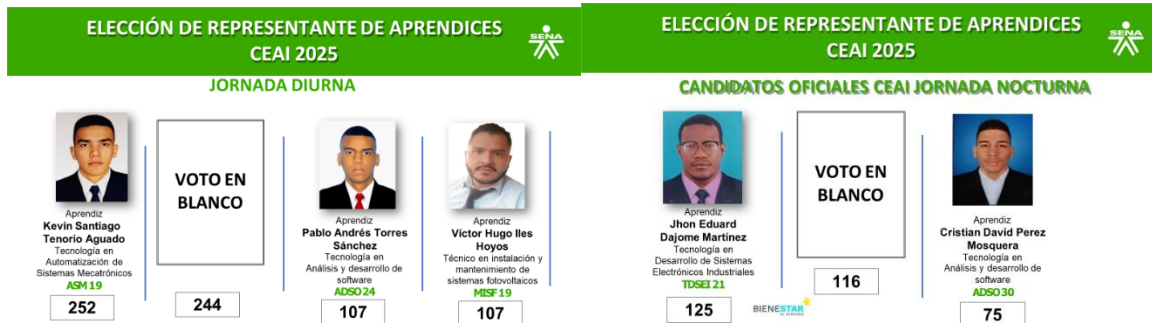 ELECCIÓN DE REPRESENTANTE DE APRENDICES
CEAI 2025
SENA
JORNADA DIURNA
Aprendiz
Kevin Santiago
Tenorio Aguado
Tecnología en
Automatización de
Sistemas Mecatrónicos
ASM 19
252
VOTO EN
BLANCO
244
Aprendiz
Pablo Andrés Torres
Sánchez
Tecnología en
Análisis y desarrollo de
software
ADSO 24
107
Aprendiz
Víctor Hugo Iles
Hoyos
Técnico en instalación y
mantenimiento de
sistemas fotovoltaicos
MISF 19
107
ELECCIÓN DE REPRESENTANTE DE APRENDICES
CEAI 2025
SENA
CANDIDATOS OFICIALES CEAI JORNADA NOCTURNA
Aprendiz
Jhon Eduard
Dajome Martínez
Tecnología en
Desarrollo de Sistemas
Electrónicos Industriales
TDSEI 21
125
BIENESTAR
AL APRENDIZ
VOTO EN
BLANCO
116
Aprendiz
Cristian David Perez
Mosquera
Tecnología en
Análisis y desarrollo de
software
ADSO 30
75